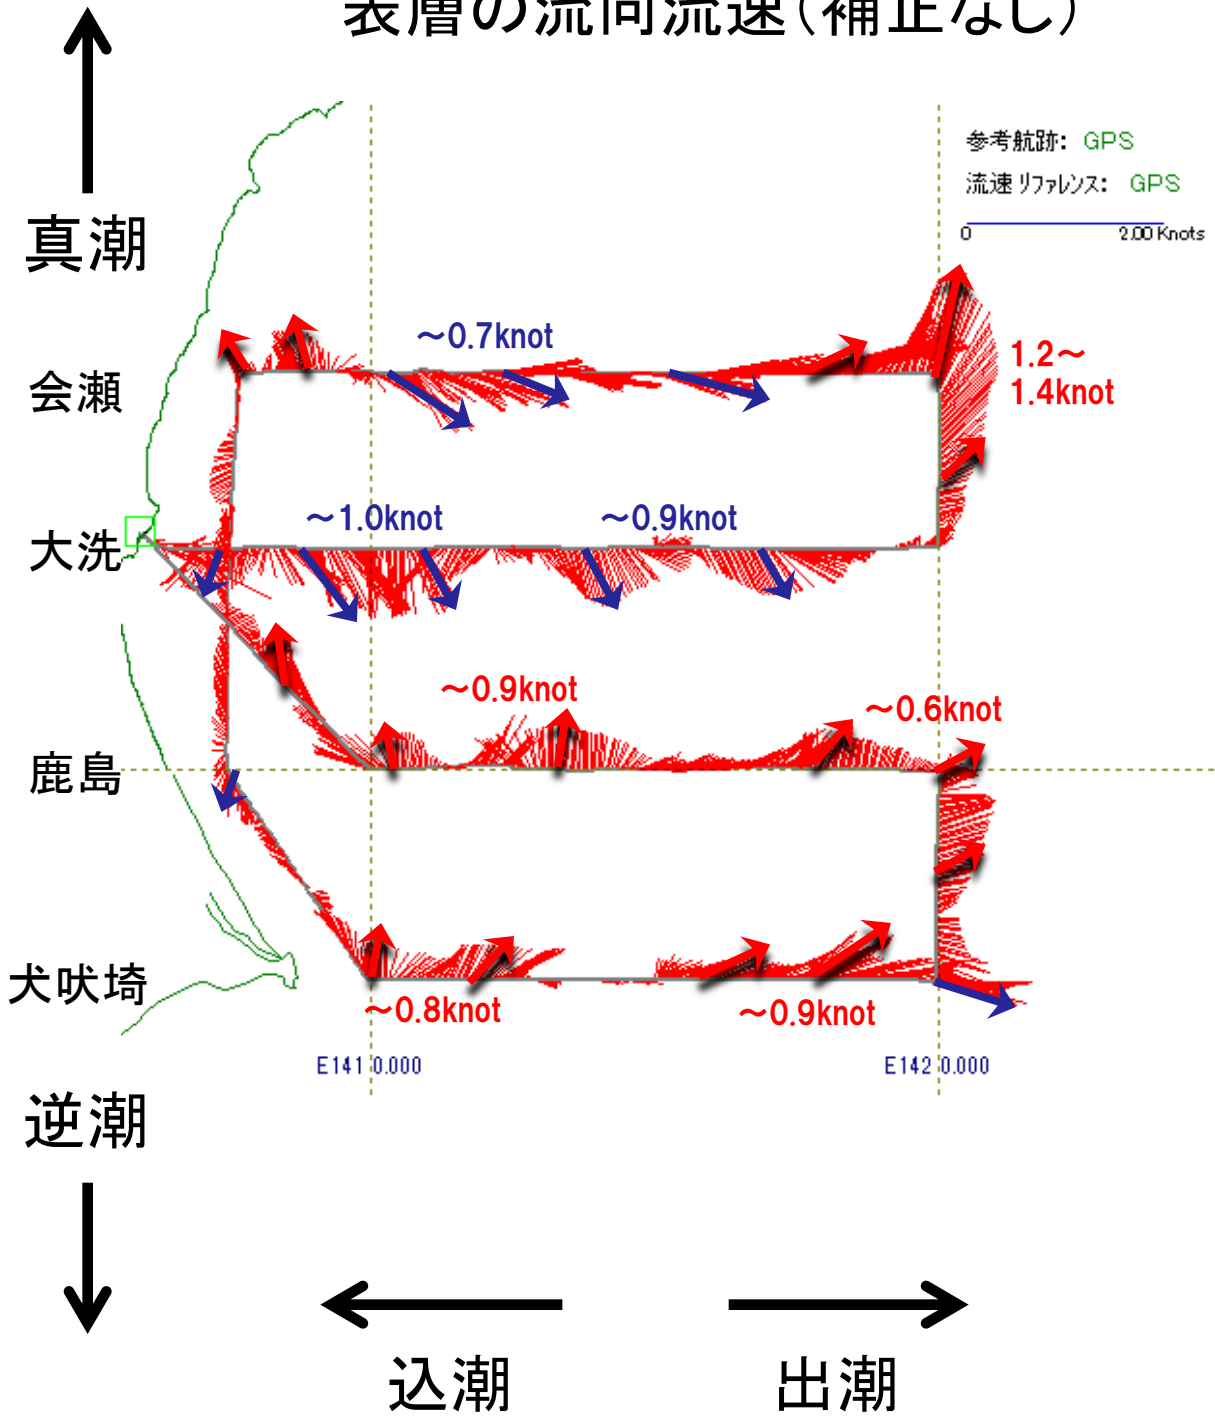 表層の流向流速(補正なし)
参考航跡: GPS
流速 リファレンス: GPS
0 2.00 Knots
真潮
～0.7knot
1.2～
1.4knot
会瀬
～1.0knot ～0.9knot
大洗
～0.9knot
～0.6knot
鹿島
犬吠埼
～0.8knot ～0.9knot
E141 0.000 E142 0.000
逆潮
込潮 出潮